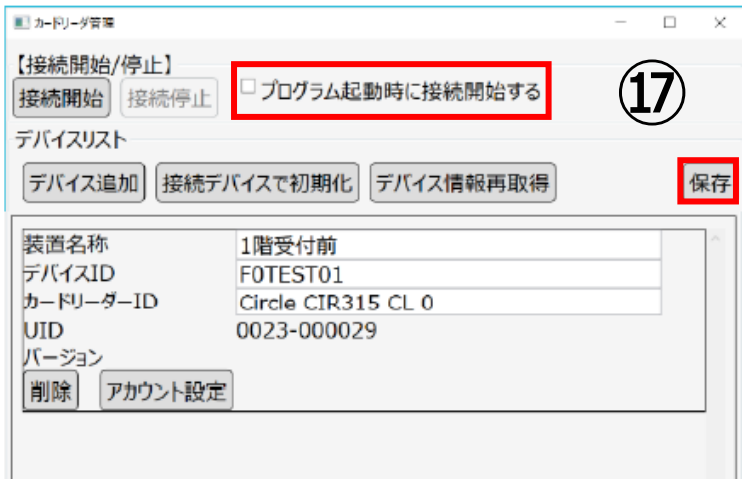 カードリーダ管理
【接続開始/停止】
接続開始 接続停止 プログラム起動時に接続開始する ⑰
デバイスリスト
デバイス追加 接続デバイスで初期化 デバイス情報再取得 保存
装置名称 1階受付前
デバイスID F0TEST01
カードリーダーID Circle CIR315 CL 0
UID 0023-000029
バージョン
削除 アカウント設定